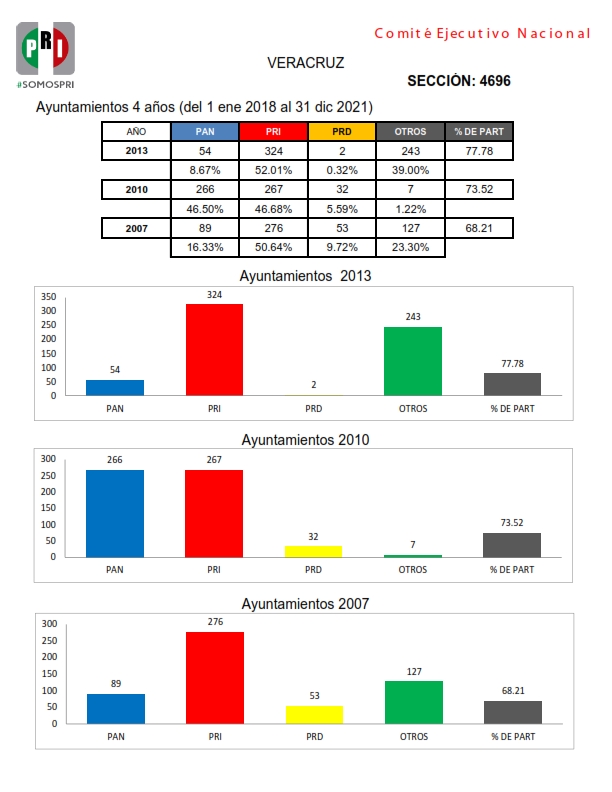 Comité Ejecutivo Nacional
PRI
#SOMOSPRI
VERACRUZ
SECCIÓN: 4696
Ayuntamientos 4 años (del 1 ene 2018 al 31 dic 2021)
AÑO PAN PRI PRD OTROS % DE PART
2013 54 324 2 243 77.78
8.67% 52.01% 0.32% 39.00%
2010 266 267 32 7 73.52
46.50% 46.68% 5.59% 1.22%
2007 89 276 53 127 68.21
16.33% 50.64% 9.72% 23.30%
Ayuntamientos 2013
350
300
250
200
150
100
50
0
54 324 2 243 77.78
PAN PRI PRD OTROS % DE PART
Ayuntamientos 2010
300
250
200
150
100
50
0
266 267 32 7 73.52
PAN PRI PRD OTROS % DE PART
Ayuntamientos 2007
300
250
200
150
100
50
0
89 276 53 127 68.21
PAN PRI PRD OTROS % DE PART